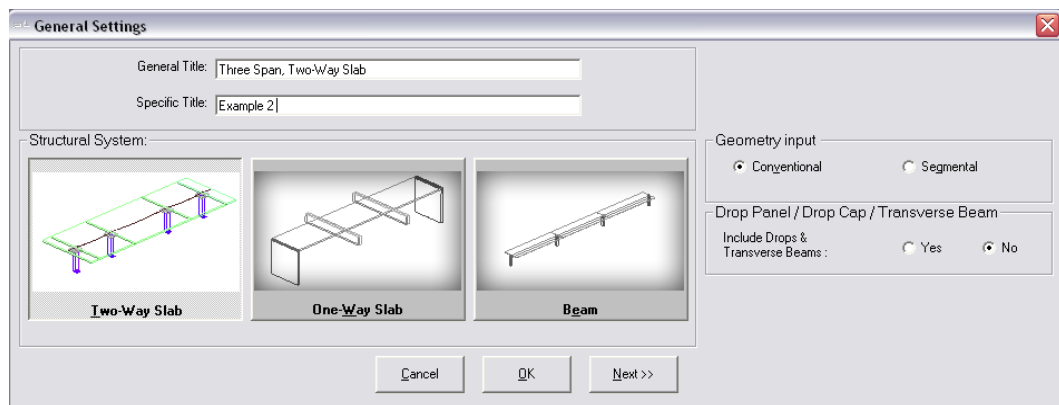 General Settings
General Title: Three Span, Two-Way Slab
Specific Title: Example 2
Structural System:
Two-Way Slab
One-Way Slab
Beam
Geometry input
Conventional Segmental
Drop Panel / Drop Cap / Transverse Beam
Include Drops &
Transverse Beams : Yes No
Cancel OK Next >>